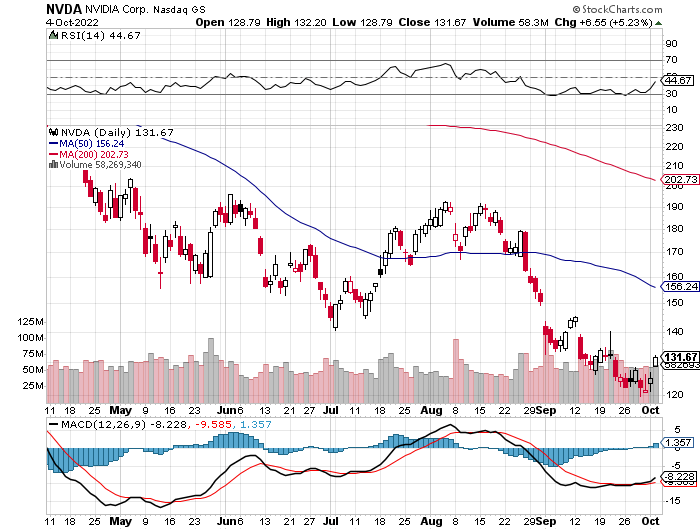 NVDA NVIDIA Corp. Nasdaq GS © StockCharts.com
4-Oct-2022 Open 128.79 High 132.20 Low 128.79 Close 131.67 Volume 58.3M Chg +6.55 (+5.23%)
RSI(14) 44.67
90
70
50
44.67
30
10
NVDA (Daily) 131.67
MA(50) 156.24
MA(200) 202.73
Volume 58,269,340
230
220
210
202.73
200
190
180
170
160
156.24
150
140
131.67
120
125M
100M
75M
50M
25M
11 18 25 May 9 16 23 Jun 6 13 21 27 Jul 11 18 25 Aug 8 15 22 29 Sep 12 19 26 Oct
MACD(12,26,9) -8.228, -9.585, 1.357
5
1.357
0
-5
-8.228
-15
11 18 25 May 9 16 23 Jun 6 13 21 27 Jul 11 18 25 Aug 8 15 22 29 Sep 12 19 26 Oct